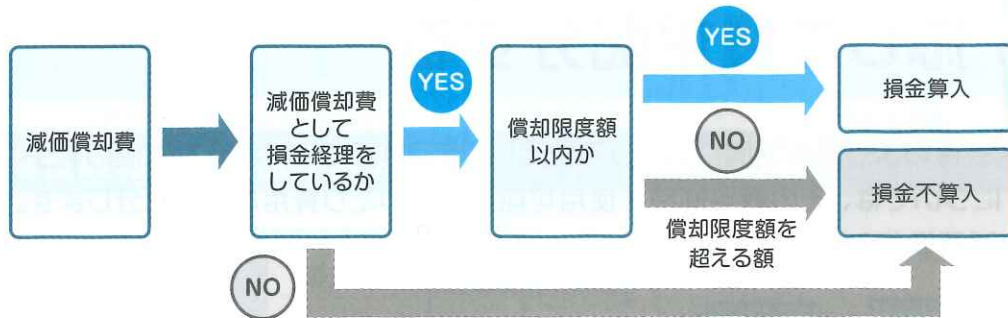 減価償却費
減価償却費
として
損金経理を
しているか
YES
償却限度額
以内か
YES
損金算入
NO
償却限度額を
超える額
損金不算入
NO